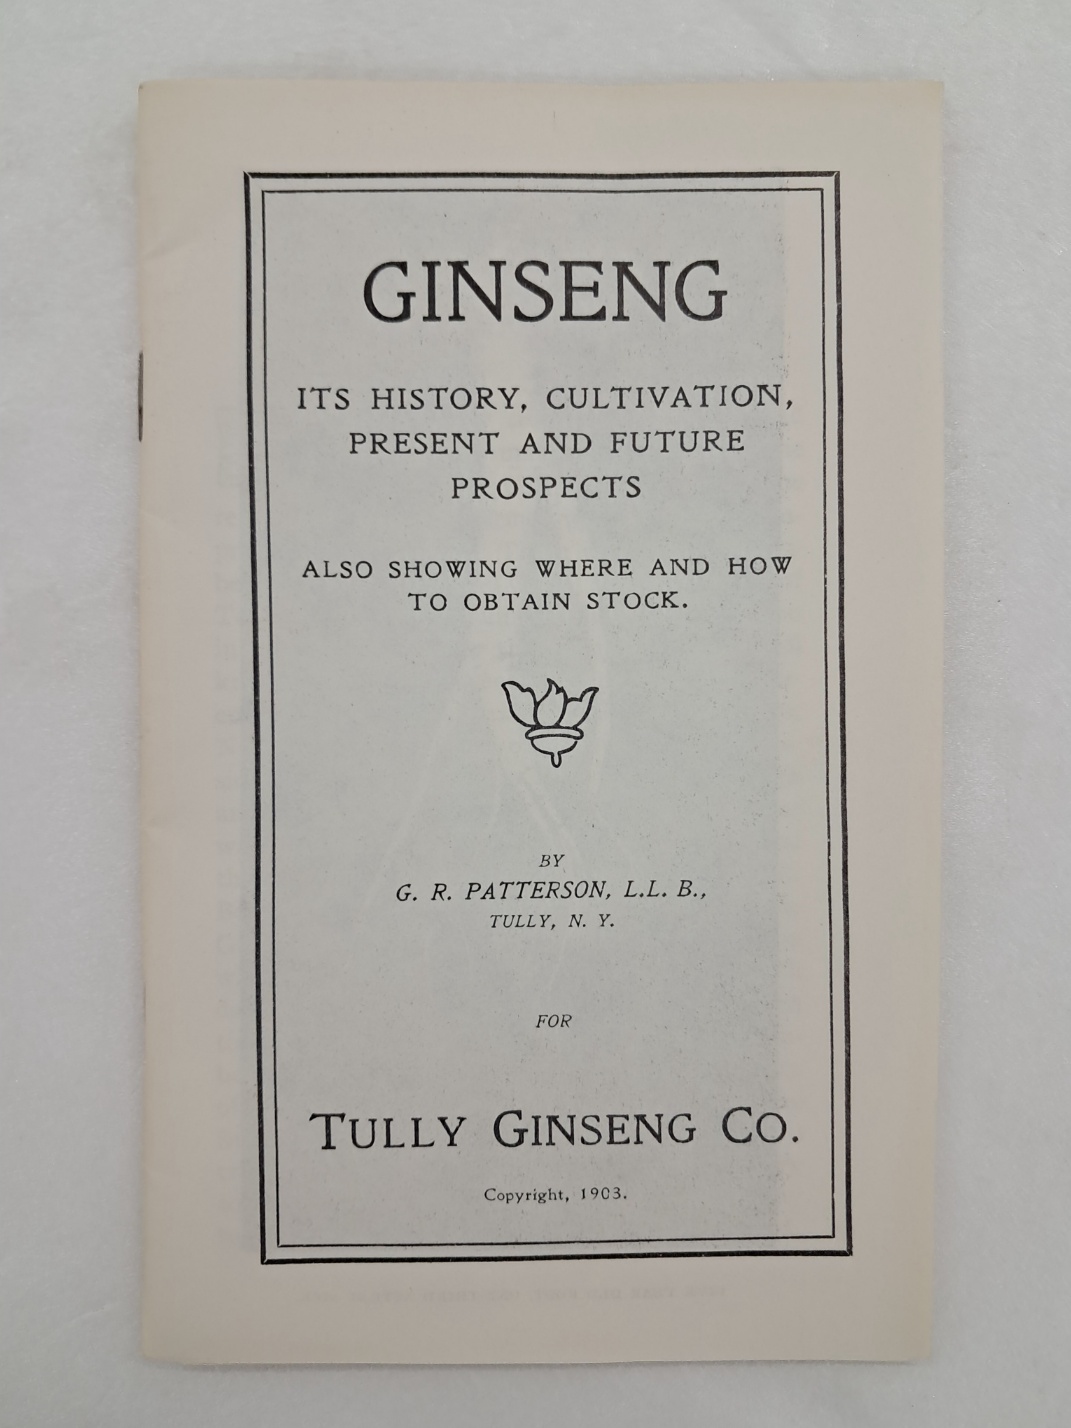 GINSENG
ITS HISTORY, CULTIVATION,
PRESENT AND FUTURE
PROSPECTS
ALSO SHOWING WHERE AND HOW
TO OBTAIN STOCK.
BY
G. R. PATTERSON, L.L. B.,
TULLY, N. Y.
FOR
TULLY GINSENG CO.
Copyright, 1903.